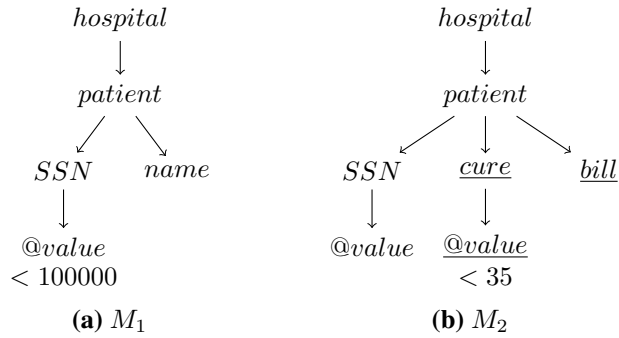 hospital hospital
patient patient
SSN name SSN cure bill
@value @value @value
< 100000 < 35
(a) M₁ (b) M₂